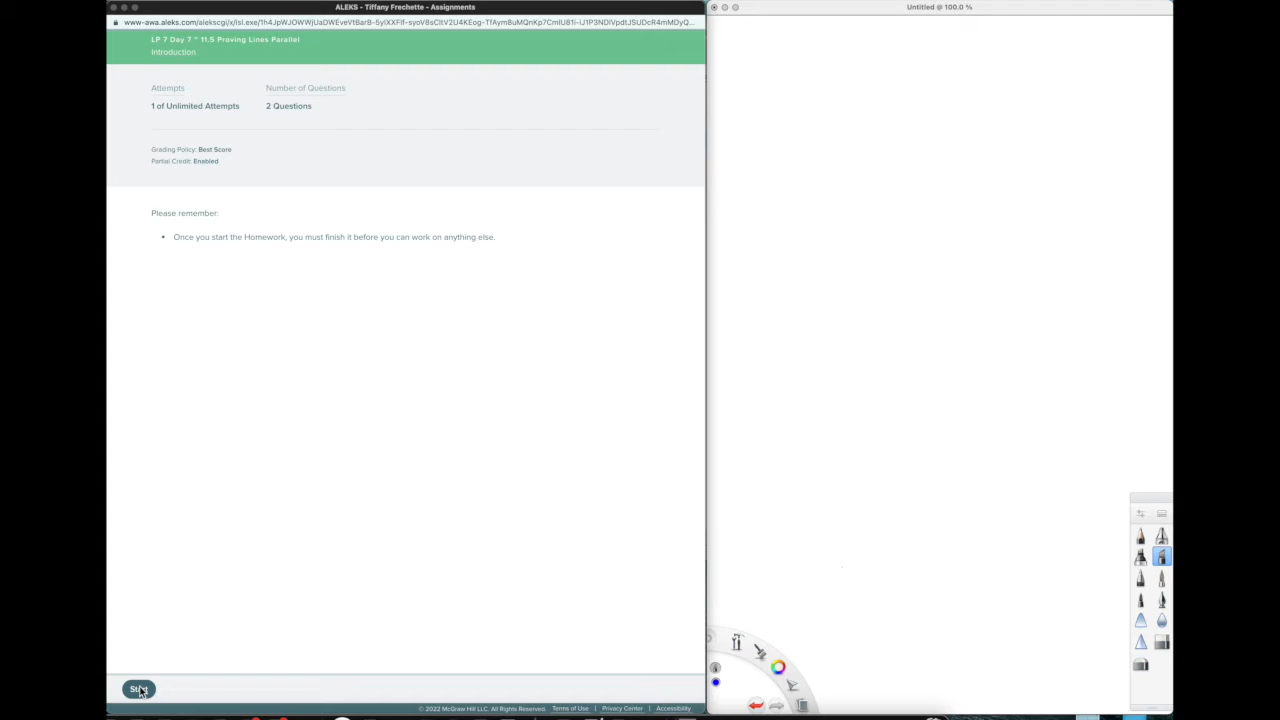 ALEKS - Tiffany Frechette - Assignments
Untitled @ 100.0 %
LP 7 Day 7 ~ 11.5 Proving Lines Parallel
Introduction
Attempts
Number of Questions
1 of Unlimited Attempts
2 Questions
Grading Policy: Best Score
Partial Credit: Enabled
Please remember:
• Once you start the Homework, you must finish it before you can work on anything else.
Start
© 2022 McGraw Hill LLC. All Rights Reserved. Terms of Use | Privacy Center | Accessibility